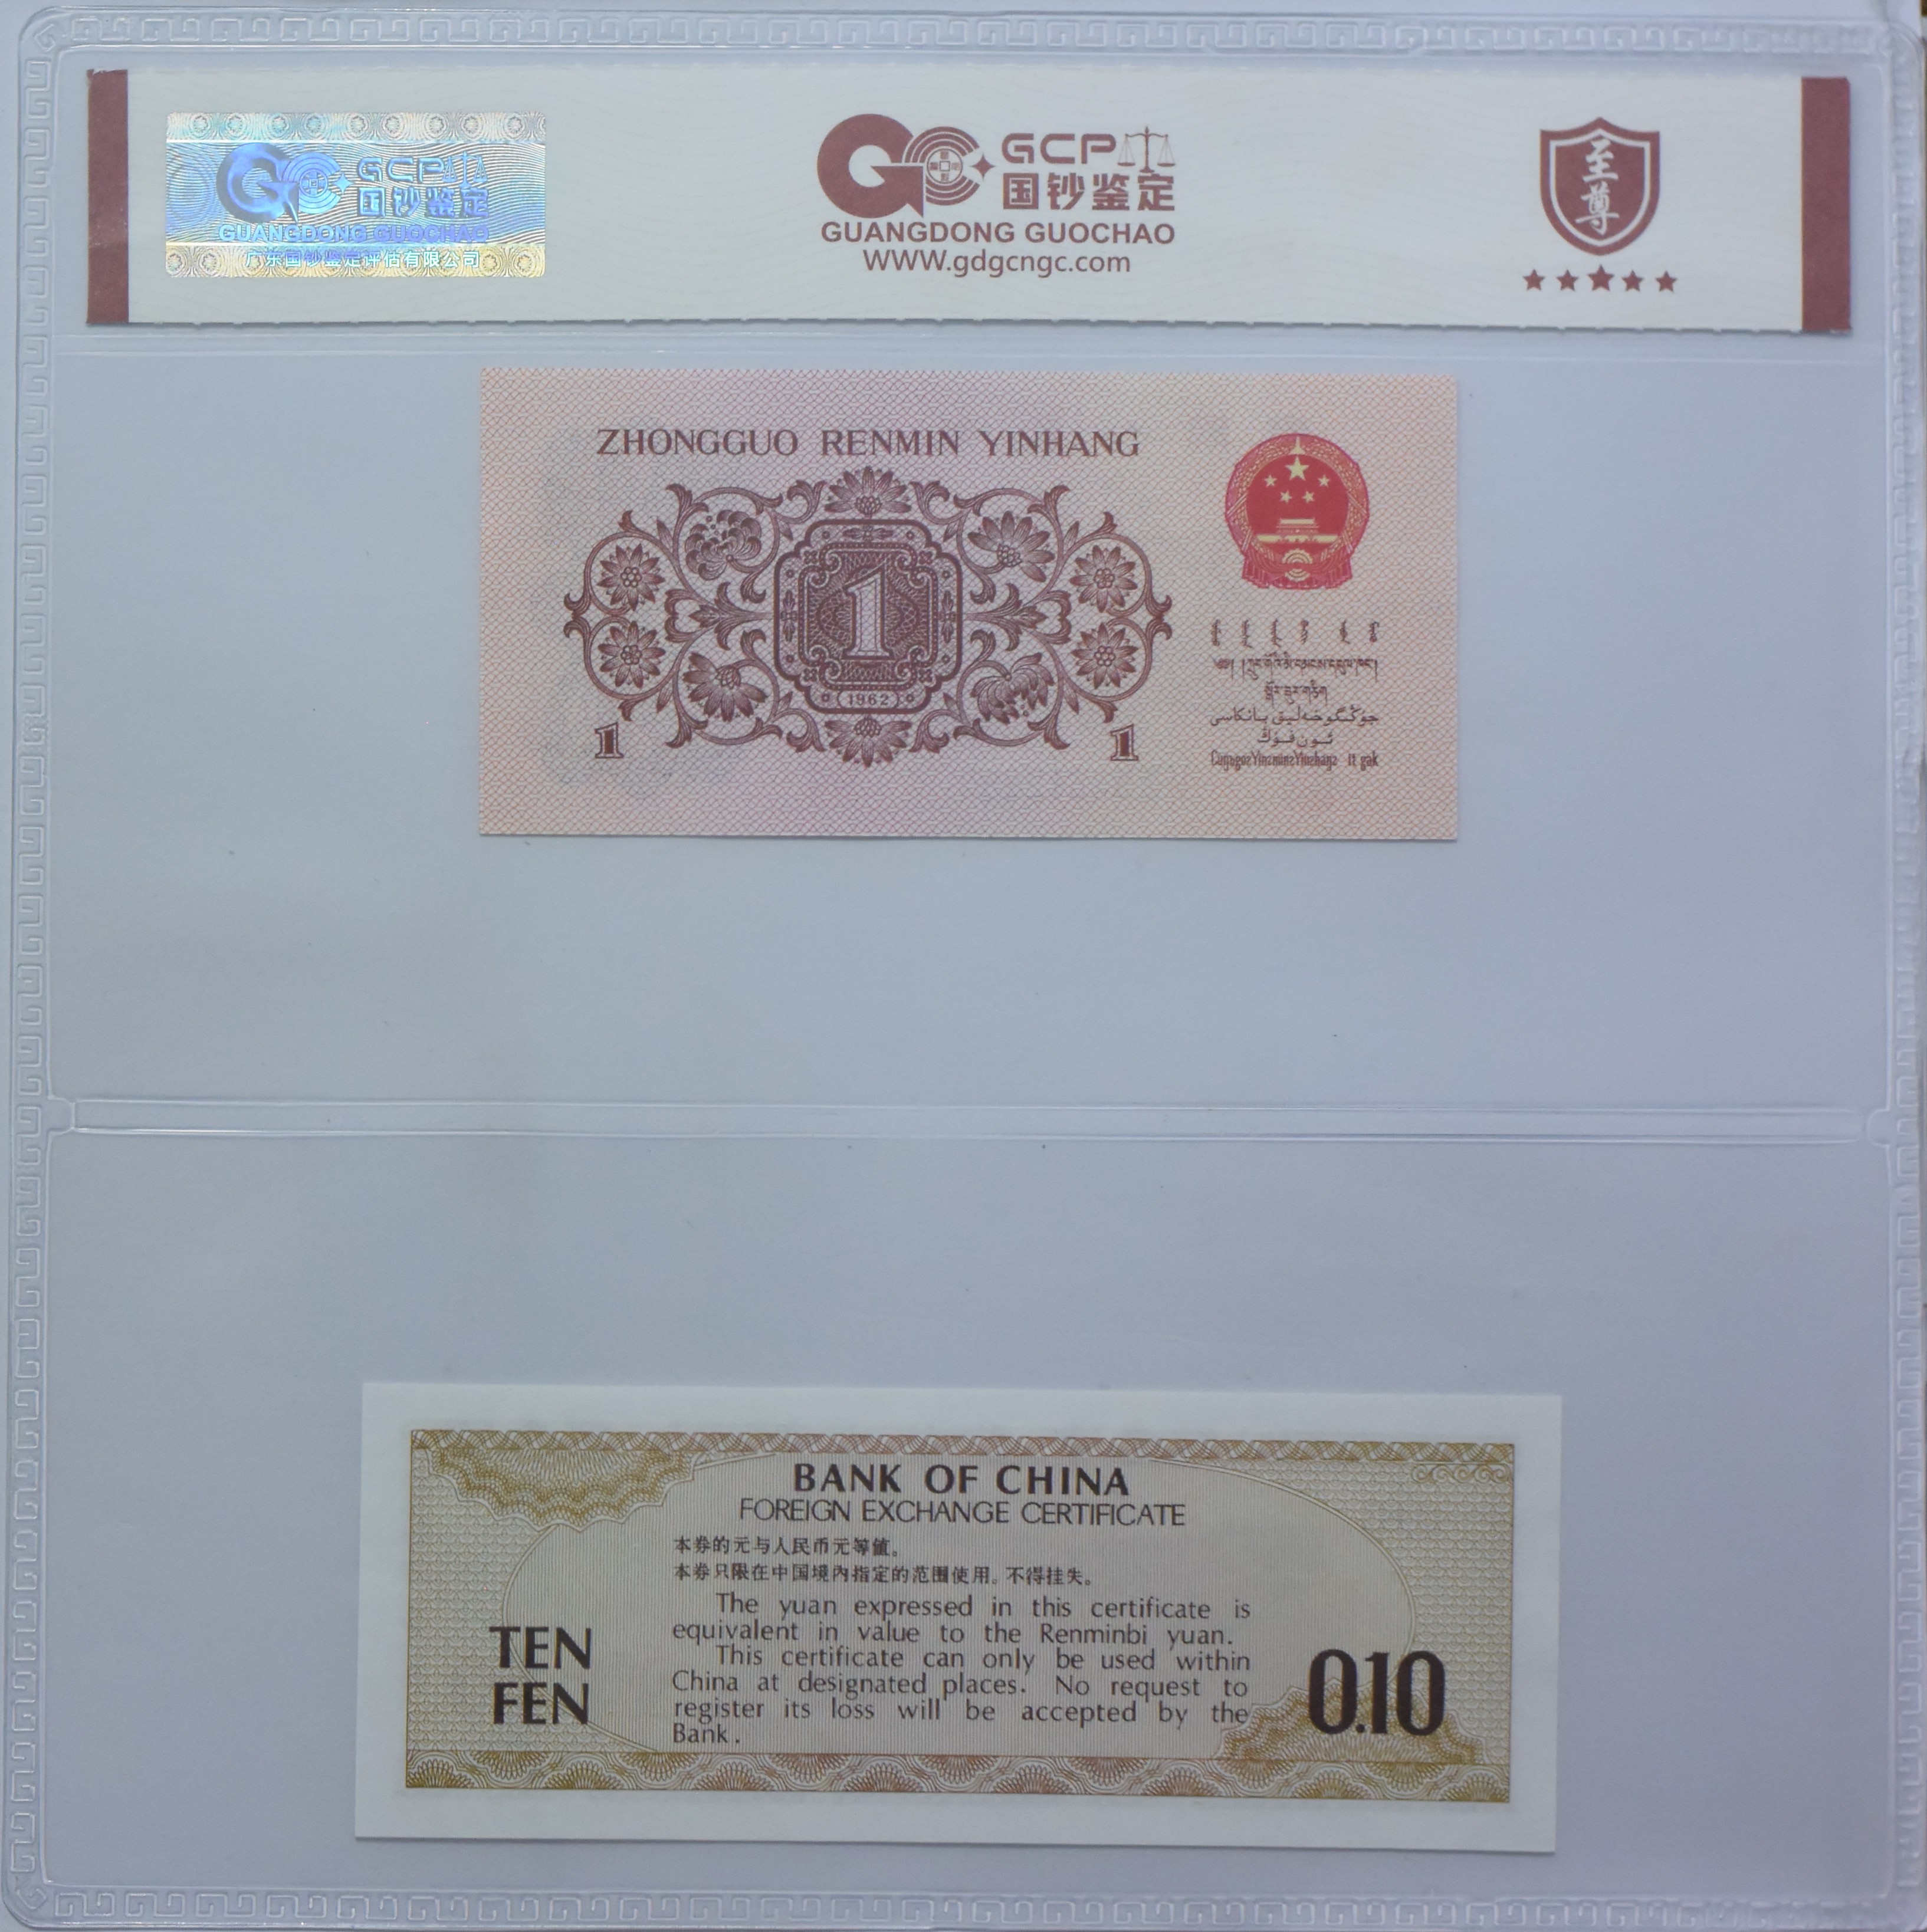 GCP
国钞鉴定
GUANGDONG GUOCHAO
广东国钞鉴定评估有限公司
GCP
国钞鉴定
GUANGDONG GUOCHAO
WWW.gdgcngc.com
至尊
ZHONGGUO RENMIN YINHANG
1
(1962)
1 1
جۇڭگو خەلىق بانكاسى
ئون فۇڭ
BANK OF CHINA
FOREIGN EXCHANGE CERTIFICATE
本券的元与人民币元等值。
本券只限在中国境内指定的范围使用。不得挂失。
The yuan expressed in this certificate is
equivalent in value to the Renminbi yuan.
This certificate can only be used within
China at designated places. No request to
register its loss will be accepted by the
Bank.
TEN
FEN
0.10